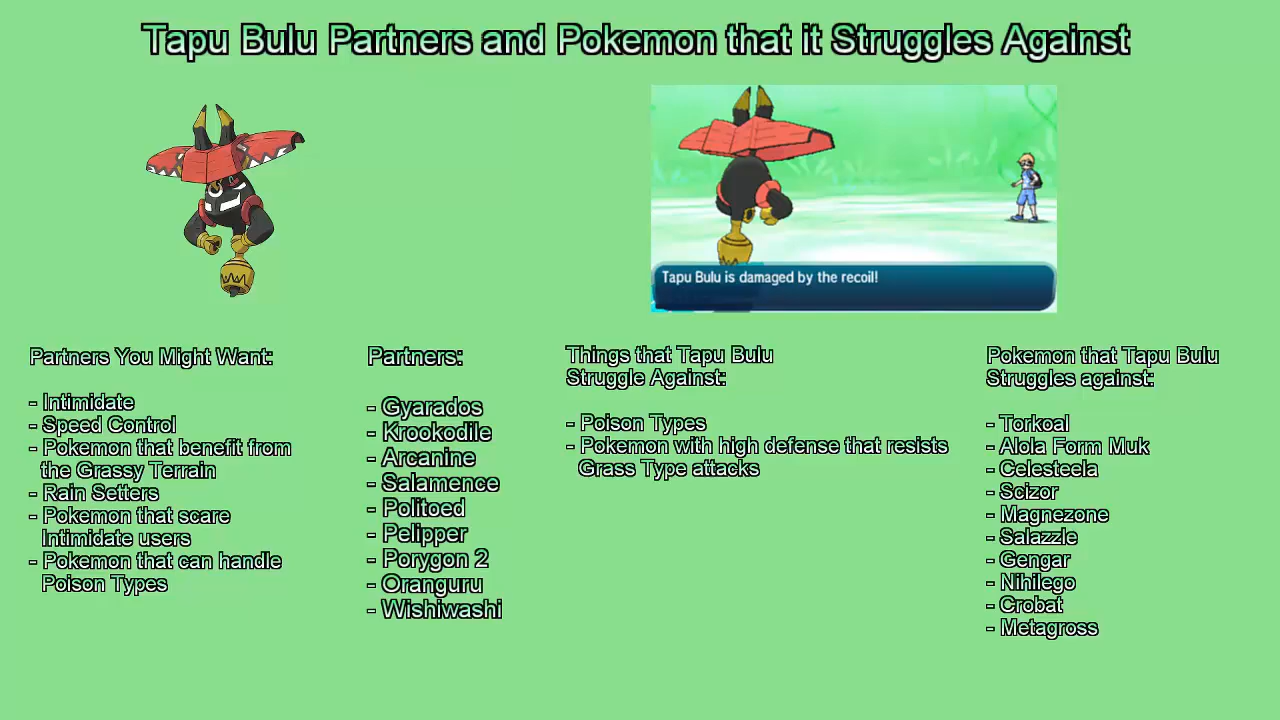 Tapu Bulu Partners and Pokemon that it Struggles Against
Tapu Bulu is damaged by the recoil!
Partners You Might Want:
- Intimidate
- Speed Control
- Pokemon that benefit from
the Grassy Terrain
- Rain Setters
- Pokemon that scare
Intimidate users
- Pokemon that can handle
Poison Types
Partners:
- Gyarados
- Krookodile
- Arcanine
- Salamence
- Politoed
- Pelipper
- Porygon 2
- Oranguru
- Wishiwashi
Things that Tapu Bulu
Struggle Against:
- Poison Types
- Pokemon with high defense that resists
Grass Type attacks
Pokemon that Tapu Bulu
Struggles against:
- Torkoal
- Alola Form Muk
- Celesteela
- Scizor
- Magnezone
- Salazzle
- Gengar
- Nihilego
- Crobat
- Metagross